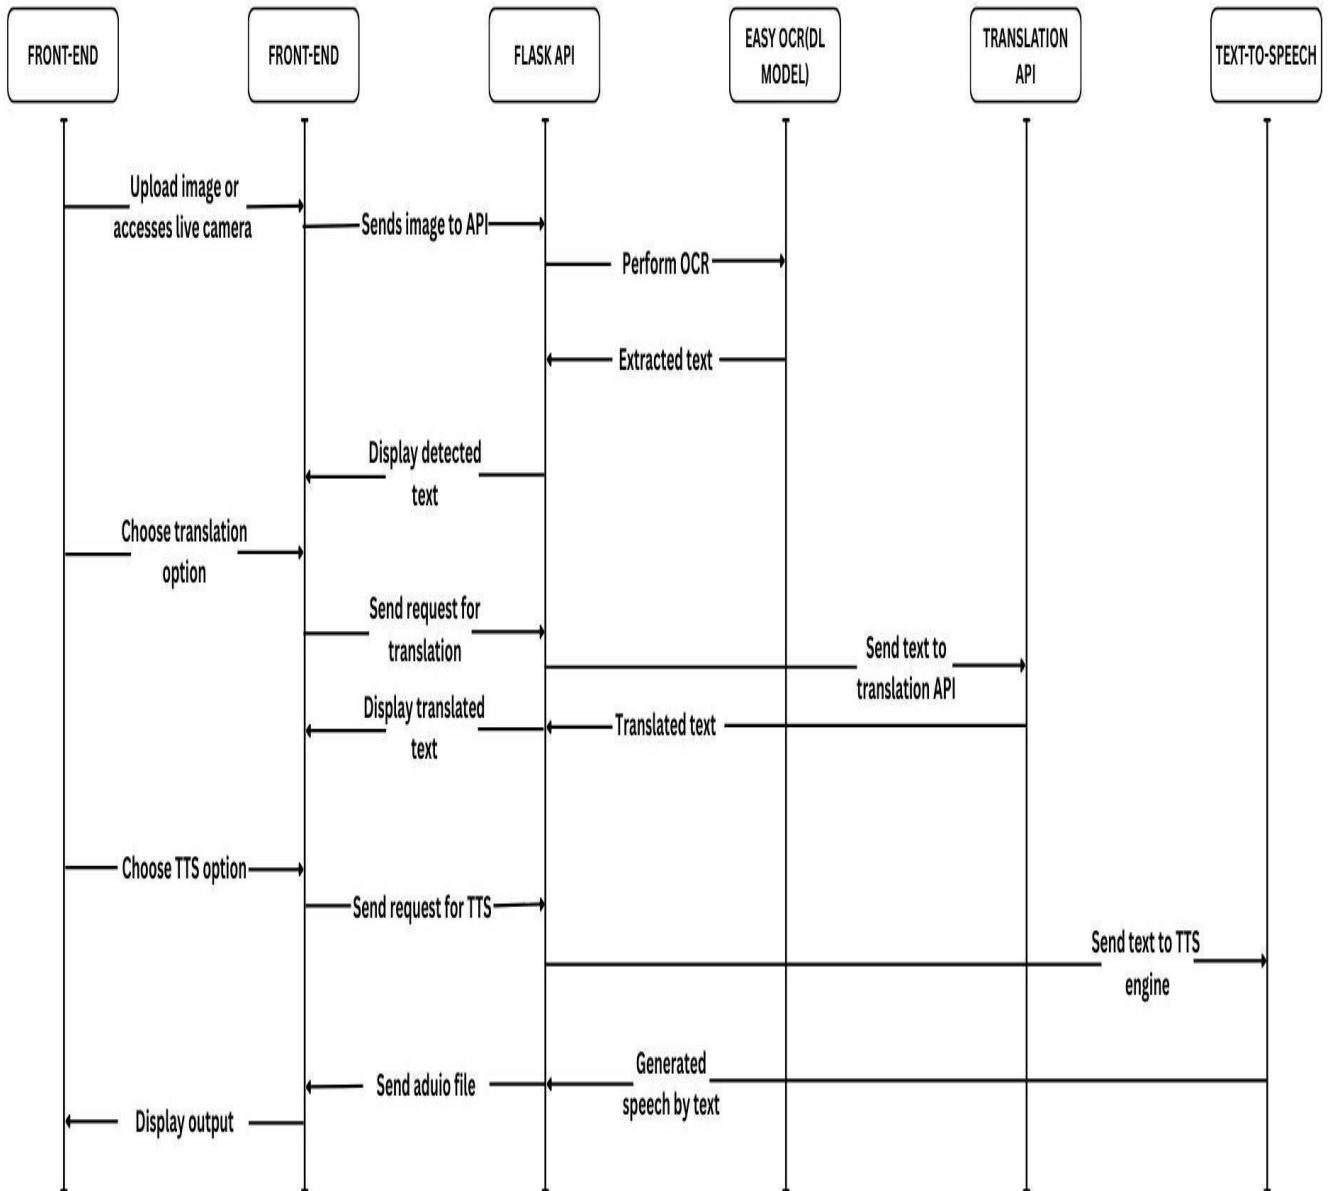 FRONT-END
FRONT-END
FLASK API
EASY OCR(DL
MODEL)
TRANSLATION
API
TEXT-TO-SPEECH
Upload image or
accesses live camera
Sends image to API
Perform OCR
Extracted text
Display detected
text
Choose translation
option
Send request for
translation
Send text to
translation API
Display translated
text
Translated text
Choose TTS option
Send request for TTS
Send text to TTS
engine
Generated
speech by text
Send aduio file
Display output